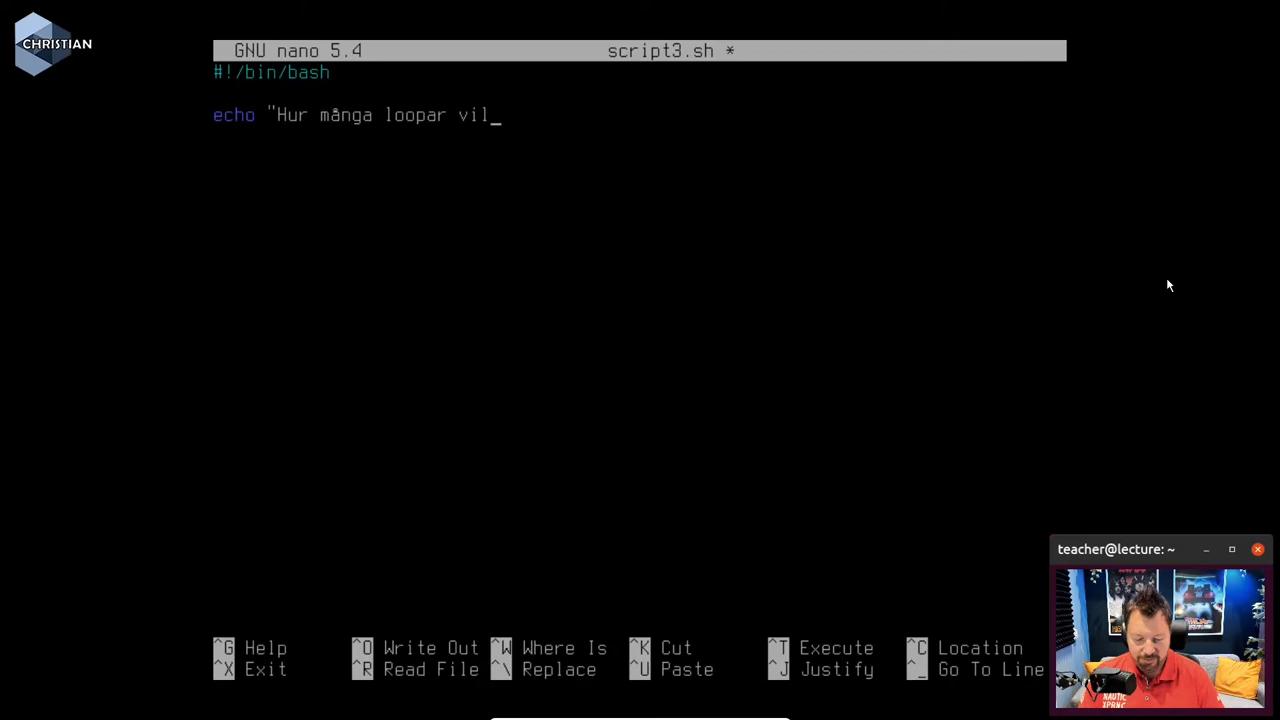 CHRISTIAN
GNU nano 5.4 script3.sh *
#!/bin/bash
echo "Hur många loopar vil_
teacher@lecture: ~
^G Help ^O Write Out ^W Where Is ^K Cut ^T Execute ^C Location
^X Exit ^R Read File ^\ Replace ^U Paste ^J Justify ^_ Go To Line